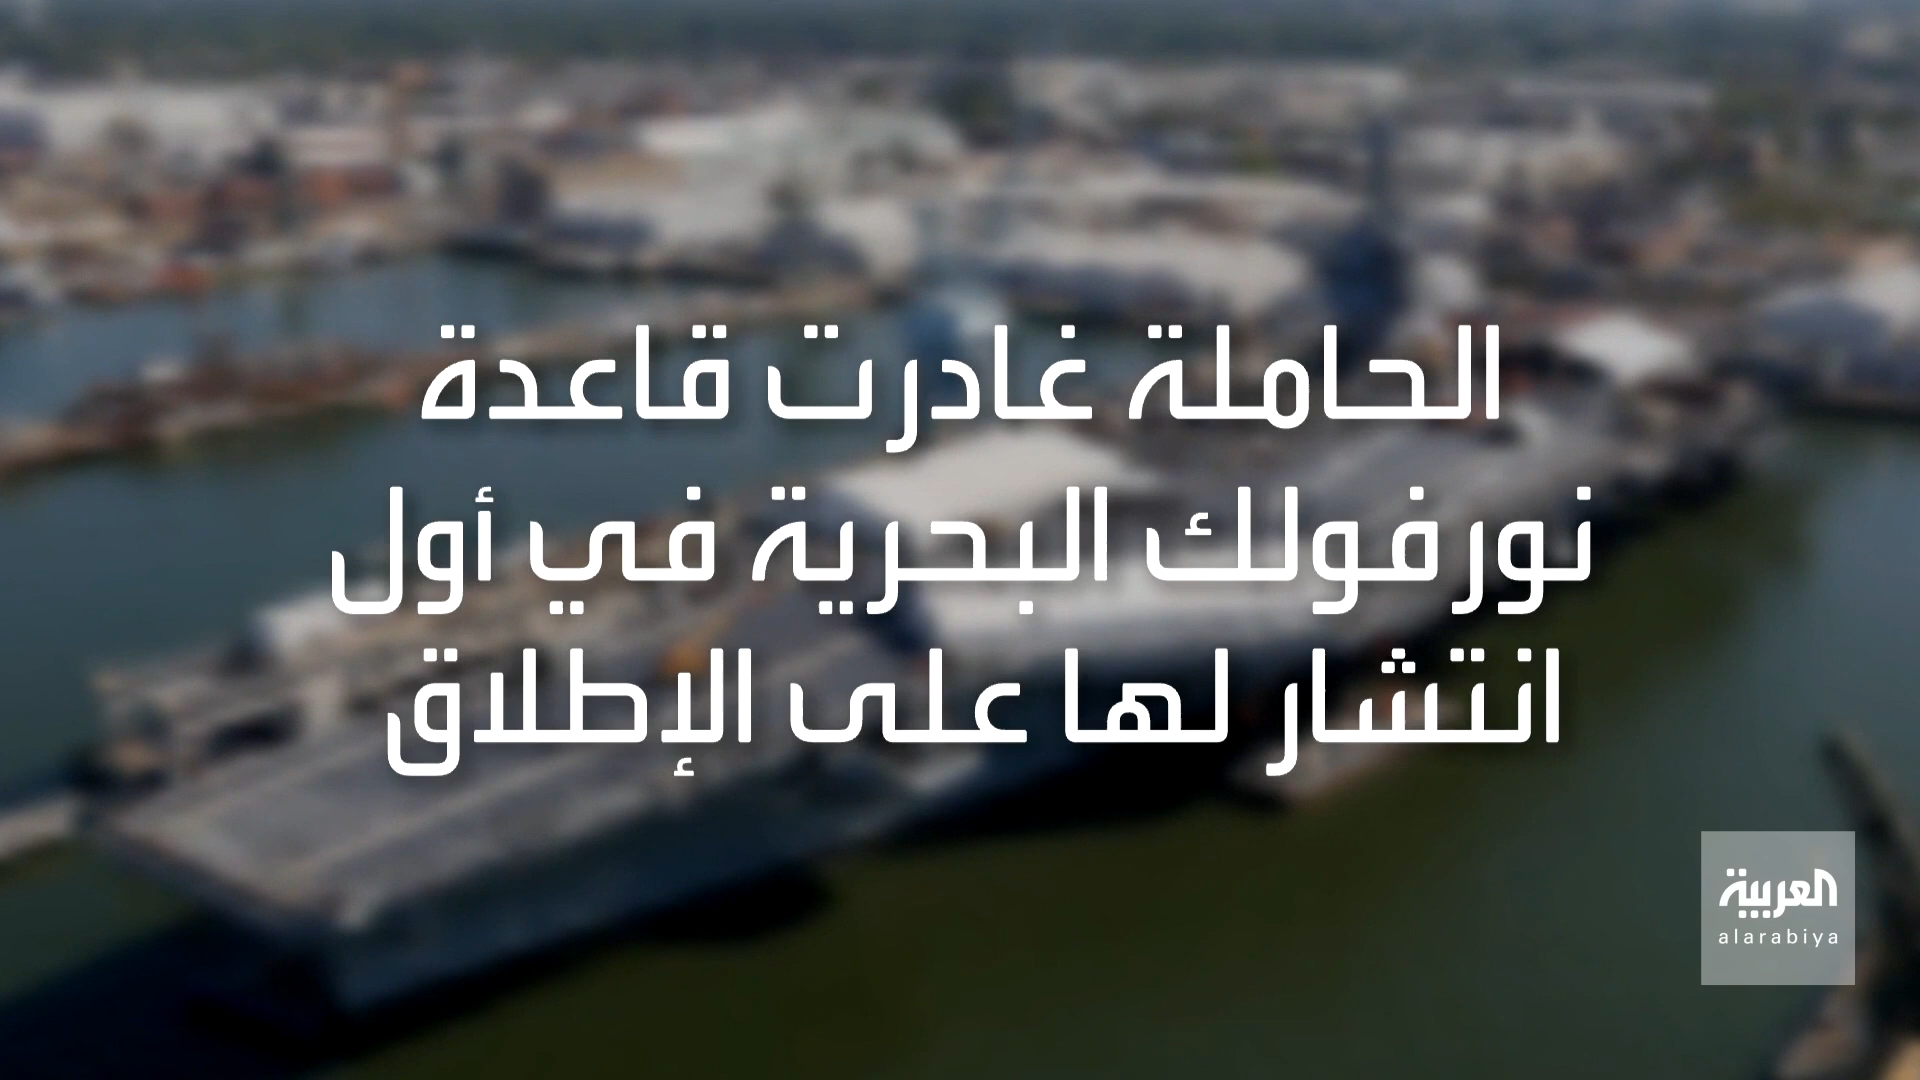 الحاملة غادرت قاعدة
نورفولك البحرية في أول
انتشار لها على الإطلاق
العربية
alarabiya